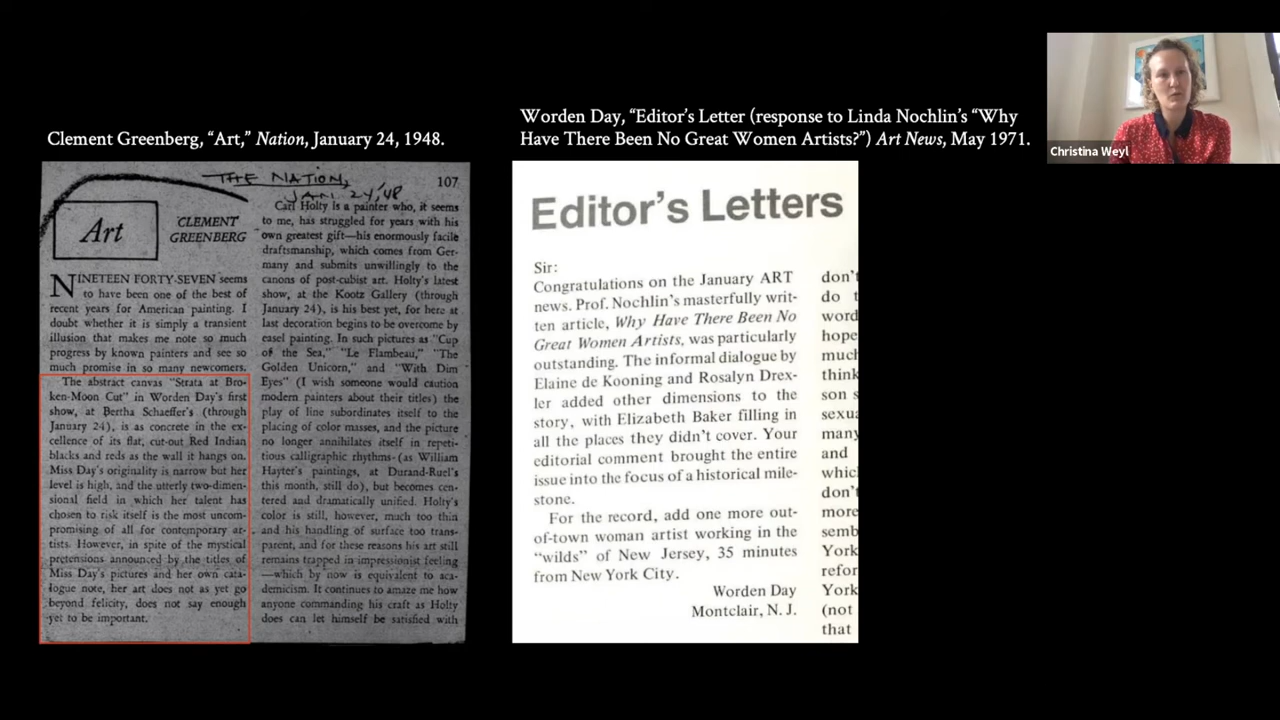 Christina Weyl
Clement Greenberg, “Art,” Nation, January 24, 1948.
Worden Day, “Editor’s Letter (response to Linda Nochlin’s “Why
Have There Been No Great Women Artists?”) Art News, May 1971.
THE NATION,
JAN. 24, '48
107
Art
CLEMENT
GREENBERG
NINETEEN FORTY-SEVEN seems
to have been one of the best of
recent years for American painting. I
doubt whether it is simply a transient
illusion that makes me note so much
progress by known painters and see so
much promise in so many newcomers.
The abstract canvas "Strata at Bro-
ken-Moon Cut" in Worden Day's first
show, at Bertha Schaeffer's (through
January 24), is as concrete in the ex-
cellence of its flat, cut-out Red Indian
blacks and reds as the wall it hangs on.
Miss Day's originality is narrow but her
level is high, and the utterly two-dimen-
sional field in which her talent has
chosen to risk itself is the most uncom-
promising of all for contemporary ar-
tists. However, in spite of the mystical
pretensions announced by the titles of
Miss Day's pictures and her own cata-
logue note, her art does not as yet go
beyond felicity, does not say enough
yet to be important.
Carl Holty is a painter who, it seems
to me, has struggled for years with his
own greatest gift—his enormously facile
draftsmanship, which comes from Ger-
many and submits unwillingly to the
canons of post-cubist art. Holty's latest
show, at the Kootz Gallery (through
January 24), is his best yet, for here at
last decoration begins to be overcome by
easel painting. In such pictures as "Cup
of the Sea," "Le Flambeau," "The
Golden Unicorn," and "With Dim
Eyes" (I wish someone would caution
modern painters about their titles) the
play of line subordinates itself to the
placing of color masses, and the picture
no longer annihilates itself in repeti-
tious calligraphic rhythms (as William
Hayter's paintings, at Durand-Ruel's
this month, still do), but becomes cen-
tered and dramatically unified. Holty's
color is still, however, much too thin
and his handling of surface too trans-
parent, and for these reasons his art still
remains trapped in impressionist feeling
—which by now is equivalent to aca-
demicism. It continues to amaze me how
anyone commanding his craft as Holty
does can let himself be satisfied with
Editor's Letters
Sir:
Congratulations on the January ART
news. Prof. Nochlin's masterfully writ-
ten article, Why Have There Been No
Great Women Artists, was particularly
outstanding. The informal dialogue by
Elaine de Kooning and Rosalyn Drex-
ler added other dimensions to the
story, with Elizabeth Baker filling in
all the places they didn't cover. Your
editorial comment brought the entire
issue into the focus of a historical mile-
stone.
For the record, add one more out-
of-town woman artist working in the
"wilds" of New Jersey, 35 minutes
from New York City.
Worden Day
Montclair, N. J.
don't
do t
word
hope
much
think
son s
sexua
many
and
whic
don't
more
semb
York
refor
York
(not
that